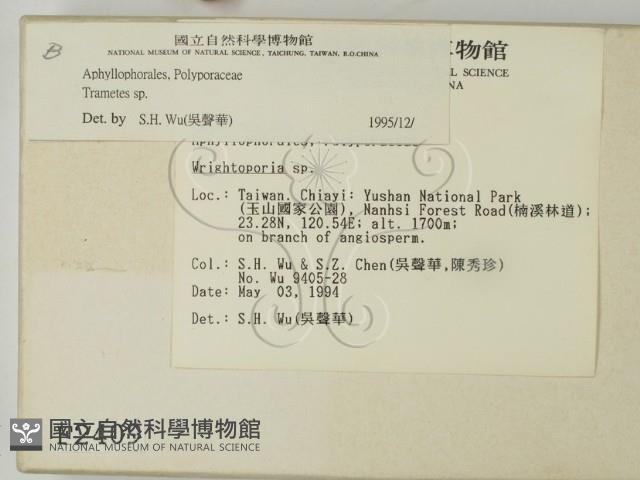 B
國立自然科學博物館
NATIONAL MUSEUM OF NATURAL SCIENCE, TAICHUNG, TAIWAN, R.O.CHINA
Aphyllophorales, Polyporaceae
Trametes sp.
Det. by S.H. Wu(吳聲華) 1995/12/
博物館
SCIENCE
Wrightoporia sp.
Loc.: Taiwan. Chiayi: Yushan National Park
(玉山國家公園), Nanhsi Forest Road(楠溪林道);
23.28N, 120.54E; alt. 1700m;
on branch of angiosperm.
Col.: S.H. Wu & S.Z. Chen(吳聲華,陳秀珍)
No. Wu 9405-28
Date: May 03, 1994
Det.: S.H. Wu(吳聲華)
F2409
國立自然科學博物館
NATIONAL MUSEUM OF NATURAL SCIENCE